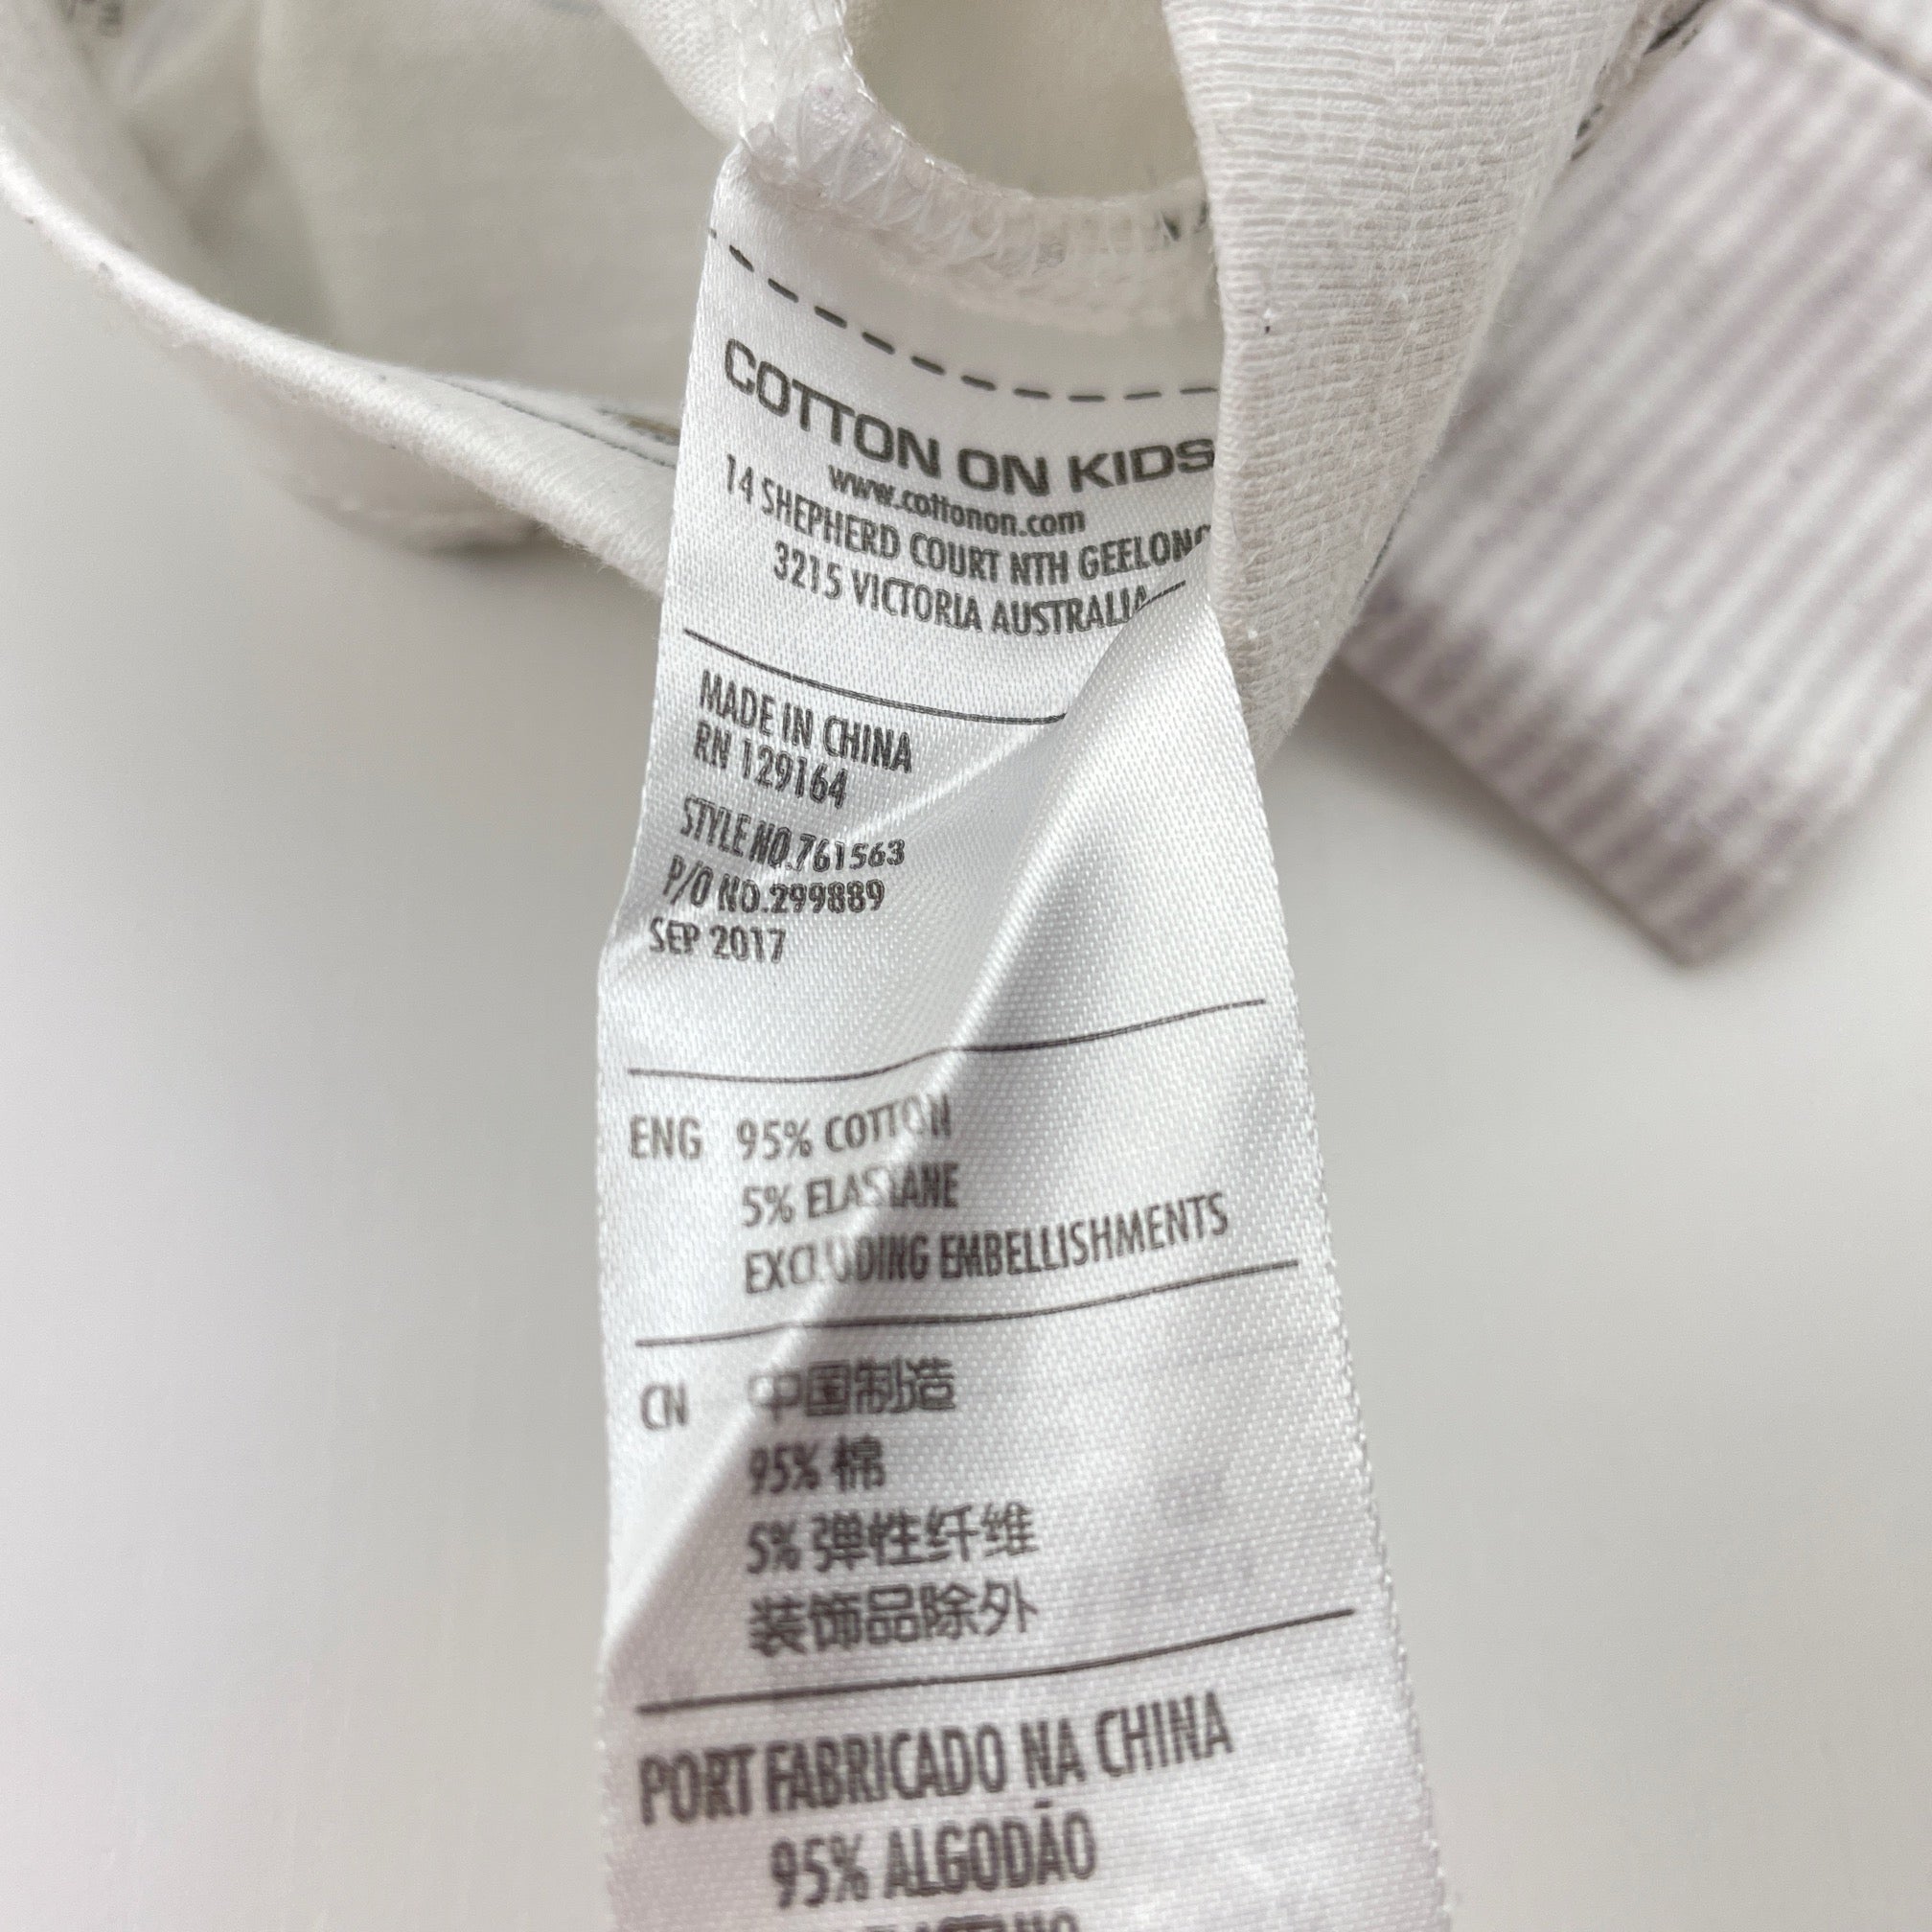 COTTON ON KIDS
www.cottonon.com
14 SHEPHERD COURT NTH GEELONG
3215 VICTORIA AUSTRALIA
MADE IN CHINA
RN 129164
STYLE NO.761563
P/O NO.299889
SEP 2017
ENG 95% COTTON
5% ELASTANE
EXCLUDING EMBELLISHMENTS
CN 中国制造
95% 棉
5% 弹性纤维
装饰品除外
PORT FABRICADO NA CHINA
95% ALGODÃO